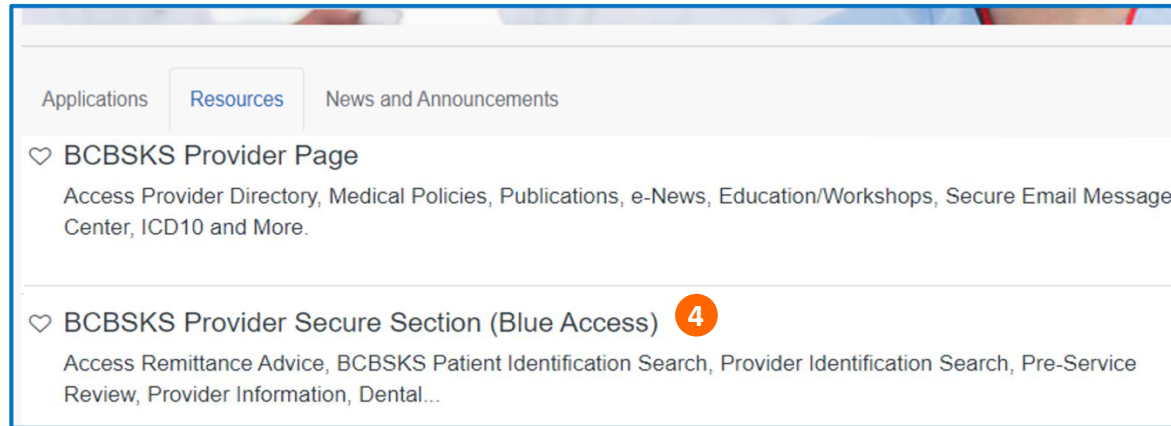 Applications Resources News and Announcements
BCBSKS Provider Page
Access Provider Directory, Medical Policies, Publications, e-News, Education/Workshops, Secure Email Message
Center, ICD10 and More.
BCBSKS Provider Secure Section (Blue Access) 4
Access Remittance Advice, BCBSKS Patient Identification Search, Provider Identification Search, Pre-Service
Review, Provider Information, Dental...